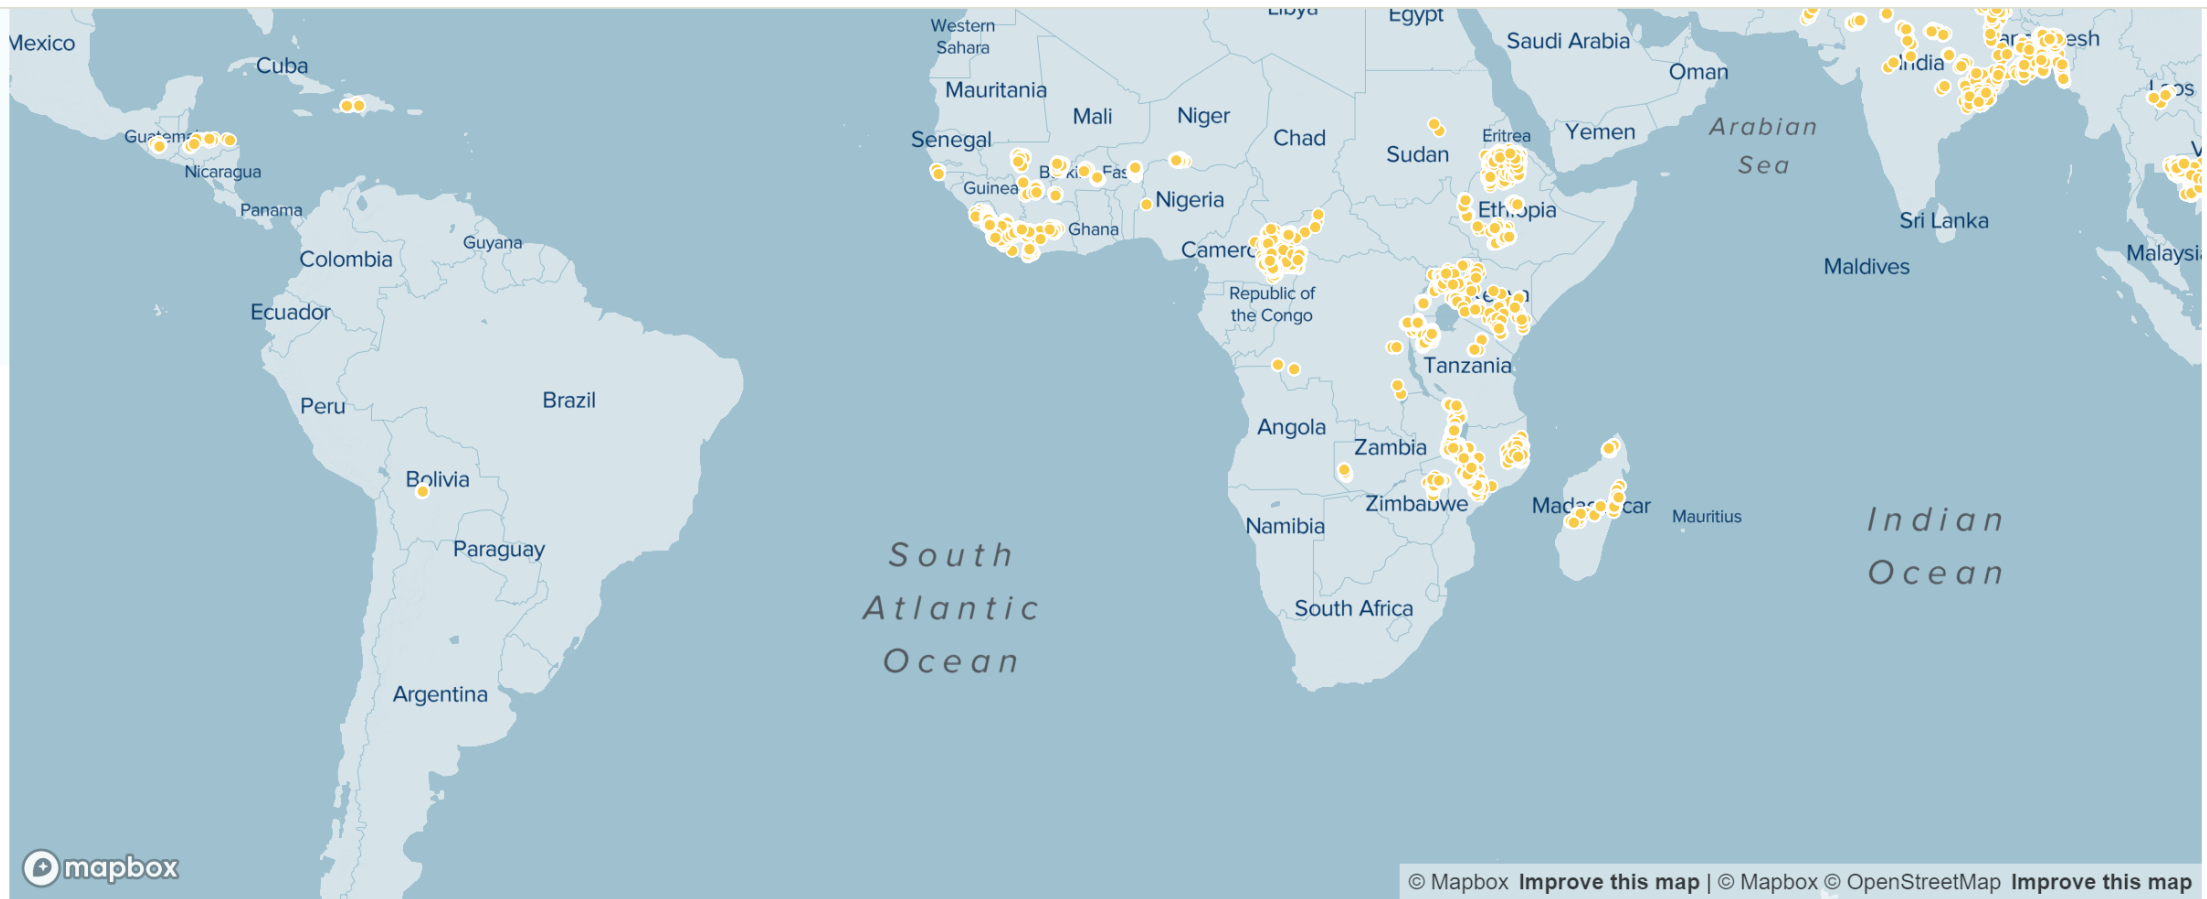 Mexico
Cuba
Nicaragua
Panama
Colombia
Guyana
Ecuador
Peru
Brazil
Bolivia
Paraguay
Argentina
Western
Sahara
Mauritania
Mali
Niger
Chad
Libya
Egypt
Saudi Arabia
Oman
Yemen
Eritrea
Sudan
Senegal
Guinea
Ghana
Nigeria
Ethiopia
Republic of
the Congo
Tanzania
Angola
Zambia
Zimbabwe
Namibia
South Africa
Mauritius
Arabian
Sea
India
Sri Lanka
Maldives
South
Atlantic
Ocean
Indian
Ocean
mapbox
© Mapbox Improve this map | © Mapbox © OpenStreetMap Improve this map